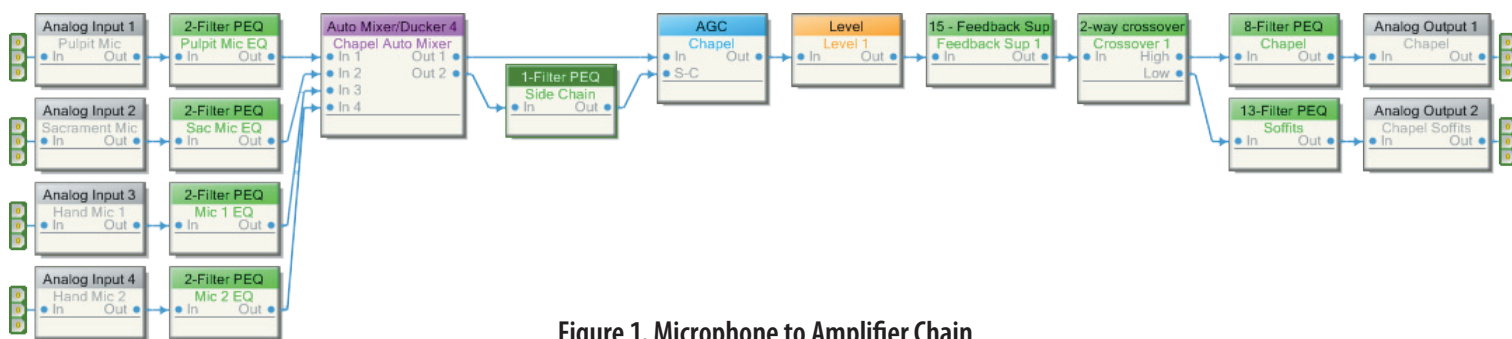 Analog Input 1
Pulpit Mic
In Out
2-Filter PEQ
Pulpit Mic EQ
In Out
Auto Mixer/Ducker 4
Chapel Auto Mixer
In 1 Out 1
In 2 Out 2
In 3
In 4
1-Filter PEQ
Side Chain
In Out
AGC
Chapel
In Out
S-C
Level
Level 1
In Out
15 - Feedback Sup
Feedback Sup 1
In Out
2-way crossover
Crossover 1
In High
Low
8-Filter PEQ
Chapel
In Out
Analog Output 1
Chapel
In Out
Analog Input 2
Sacrament Mic
In Out
2-Filter PEQ
Sac Mic EQ
In Out
13-Filter PEQ
Soffits
In Out
Analog Output 2
Chapel Soffits
In Out
Analog Input 3
Hand Mic 1
In Out
2-Filter PEQ
Mic 1 EQ
In Out
Analog Input 4
Hand Mic 2
In Out
2-Filter PEQ
Mic 2 EQ
In Out
Figure 1. Microphone to Amplifier Chain